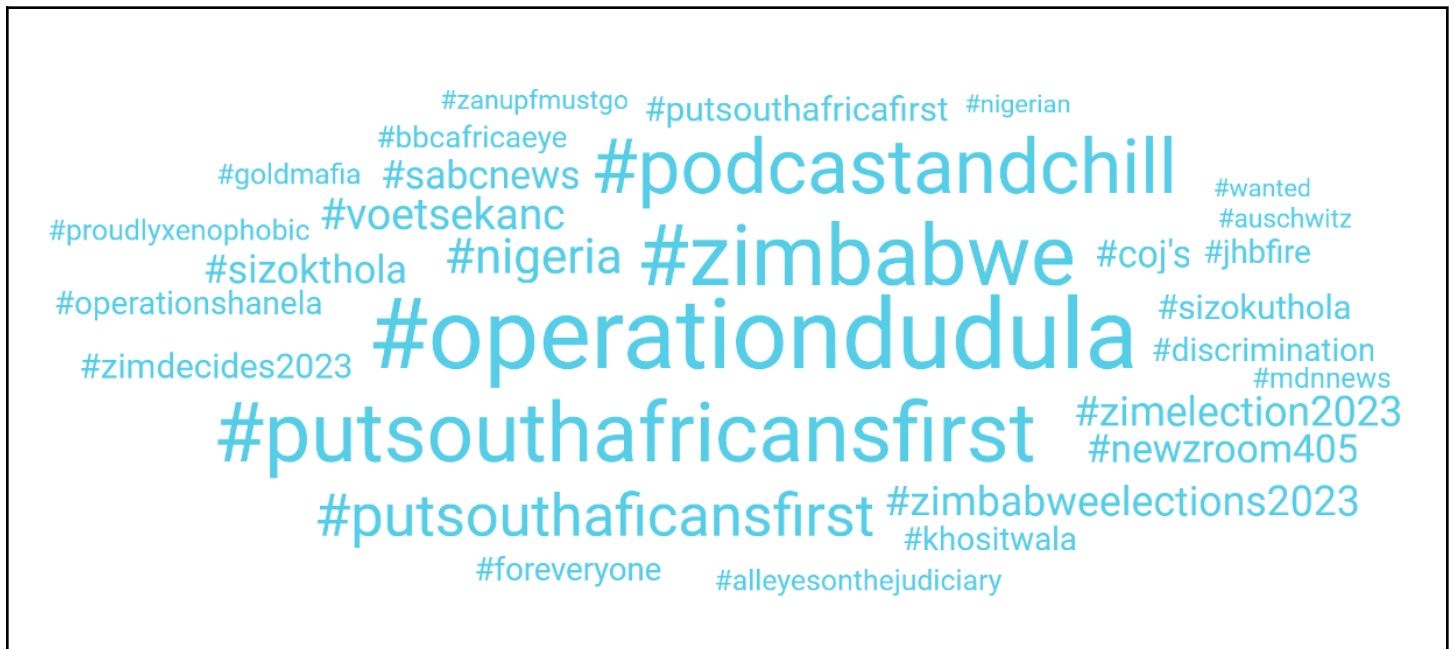 #zanupfmustgo #putsouthafricafirst #nigerian
#bbcafricaeye #podcastandchill
#goldmafia #sabcnews #wanted
#proudlyxenophobic #voetsekanc #auschwitz
#sizokthola #nigeria #zimbabwe #coj's #jhbfire
#operationshanela #operationdudula #sizokuthola
#zimdecides2023 #discrimination
#mdnnews
#putsouthafricansfirst #zimelection2023
#newzroom405
#putsouthaficansfirst #zimbabweelections2023
#khositwala
#foreveryone #alleyesonthejudiciary